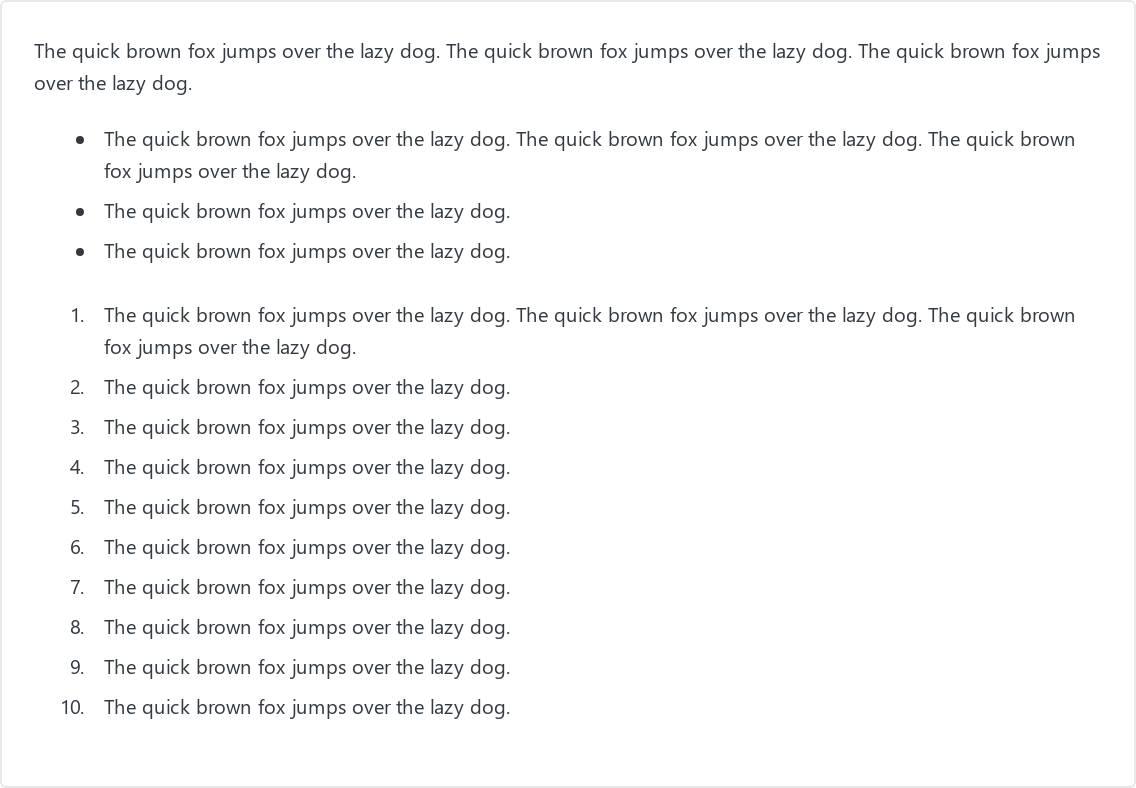 The quick brown fox jumps over the lazy dog. The quick brown fox jumps over the lazy dog. The quick brown fox jumps
over the lazy dog.
• The quick brown fox jumps over the lazy dog. The quick brown fox jumps over the lazy dog. The quick brown
fox jumps over the lazy dog.
• The quick brown fox jumps over the lazy dog.
• The quick brown fox jumps over the lazy dog.
1. The quick brown fox jumps over the lazy dog. The quick brown fox jumps over the lazy dog. The quick brown
fox jumps over the lazy dog.
2. The quick brown fox jumps over the lazy dog.
3. The quick brown fox jumps over the lazy dog.
4. The quick brown fox jumps over the lazy dog.
5. The quick brown fox jumps over the lazy dog.
6. The quick brown fox jumps over the lazy dog.
7. The quick brown fox jumps over the lazy dog.
8. The quick brown fox jumps over the lazy dog.
9. The quick brown fox jumps over the lazy dog.
10. The quick brown fox jumps over the lazy dog.